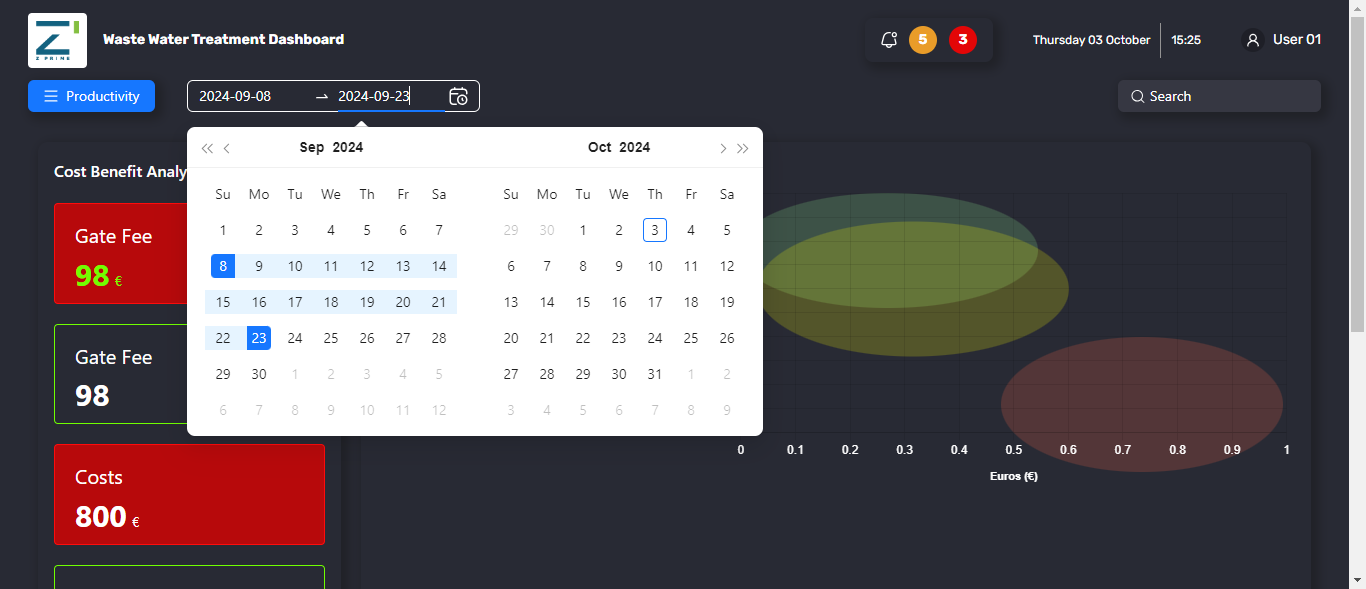 Z PRIME
Waste Water Treatment Dashboard
5
3
Thursday 03 October
15:25
User 01
Productivity
2024-09-08
2024-09-23
Search
Sep 2024
Oct 2024
Su Mo Tu We Th Fr Sa
1 2 3 4 5 6 7
8 9 10 11 12 13 14
15 16 17 18 19 20 21
22 23 24 25 26 27 28
29 30 1 2 3 4 5
6 7 8 9 10 11 12
Su Mo Tu We Th Fr Sa
29 30 1 2 3 4 5
6 7 8 9 10 11 12
13 14 15 16 17 18 19
20 21 22 23 24 25 26
27 28 29 30 31 1 2
3 4 5 6 7 8 9
Cost Benefit Analy
Gate Fee
98 €
Gate Fee
98
Costs
800 €
0 0.1 0.2 0.3 0.4 0.5 0.6 0.7 0.8 0.9 1
Euros (€)